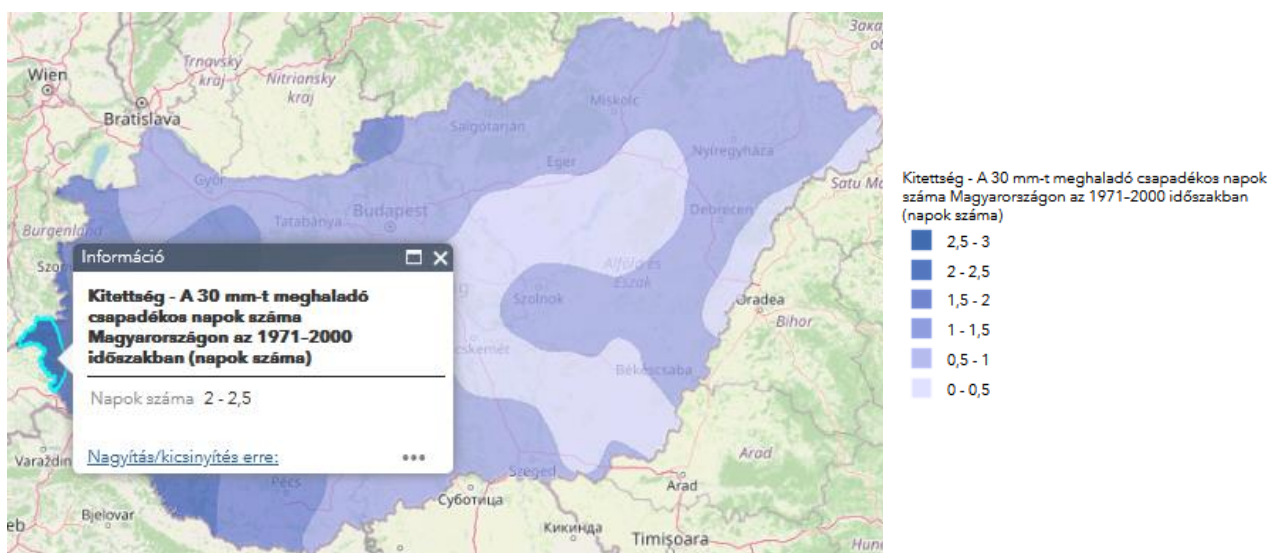 Зака
Wien
Trnavský
kraj
Nitriansky
kraj
Bratislava
Miskolc
Salgótarján
Győr
Eger
Nyíregyháza
Satu Ma
Tatabánya
Budapest
Debrecen
Burgenland
Információ
Kitettség - A 30 mm-t meghaladó
csapadékos napok száma
Magyarországon az 1971-2000
időszakban (napok száma)
Napok száma 2 - 2,5
Nagyítás/kicsinyítés erre:
Alföld és
Észak
Szolnok
Oradea
Bihor
cskemét
Békéscsaba
Varaždin
Szeged
Arad
Arad
Pécs
Суботица
Bjelovar
eb
Кикинда
Timișoara
Hun
Kitettség - A 30 mm-t meghaladó csapadékos napok
száma Magyarországon az 1971-2000 időszakban
(napok száma)
2,5 - 3
2 - 2,5
1,5 - 2
1 - 1,5
0,5 - 1
0 - 0,5